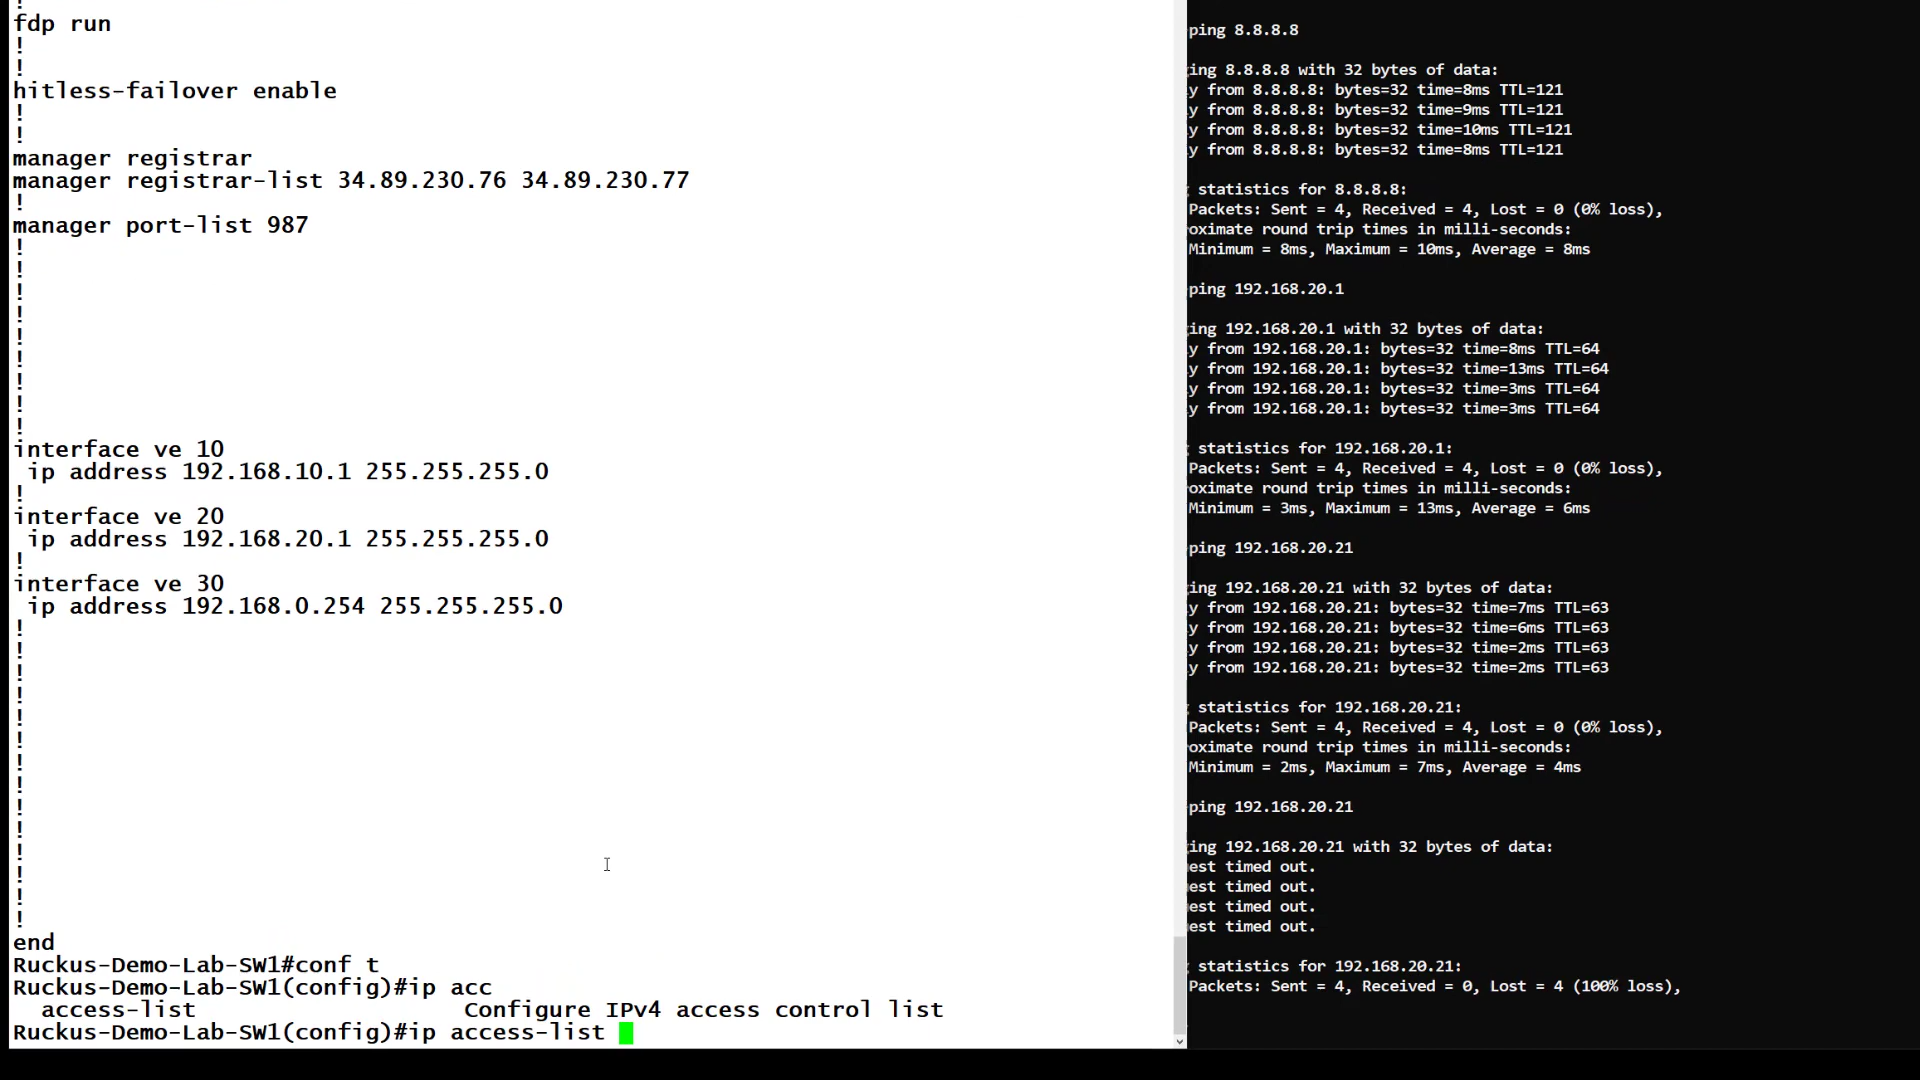 !
fdp run
!
!
hitless-failover enable
!
!
manager registrar
manager registrar-list 34.89.230.76 34.89.230.77
!
manager port-list 987
!
!
!
!
!
!
!
!
!
interface ve 10
 ip address 192.168.10.1 255.255.255.0
!
interface ve 20
 ip address 192.168.20.1 255.255.255.0
!
interface ve 30
 ip address 192.168.0.254 255.255.255.0
!
!
!
!
!
!
!
!
!
!
!
!
!
!
end
Ruckus-Demo-Lab-SW1#conf t
Ruckus-Demo-Lab-SW1(config)#ip acc
  access-list                   Configure IPv4 access control list
Ruckus-Demo-Lab-SW1(config)#ip access-list
ping 8.8.8.8
ing 8.8.8.8 with 32 bytes of data:
y from 8.8.8.8: bytes=32 time=8ms TTL=121
y from 8.8.8.8: bytes=32 time=9ms TTL=121
y from 8.8.8.8: bytes=32 time=10ms TTL=121
y from 8.8.8.8: bytes=32 time=8ms TTL=121
statistics for 8.8.8.8:
Packets: Sent = 4, Received = 4, Lost = 0 (0% loss),
oximate round trip times in milli-seconds:
Minimum = 8ms, Maximum = 10ms, Average = 8ms
ping 192.168.20.1
ing 192.168.20.1 with 32 bytes of data:
y from 192.168.20.1: bytes=32 time=8ms TTL=64
y from 192.168.20.1: bytes=32 time=13ms TTL=64
y from 192.168.20.1: bytes=32 time=3ms TTL=64
y from 192.168.20.1: bytes=32 time=3ms TTL=64
statistics for 192.168.20.1:
Packets: Sent = 4, Received = 4, Lost = 0 (0% loss),
oximate round trip times in milli-seconds:
Minimum = 3ms, Maximum = 13ms, Average = 6ms
ping 192.168.20.21
ing 192.168.20.21 with 32 bytes of data:
y from 192.168.20.21: bytes=32 time=7ms TTL=63
y from 192.168.20.21: bytes=32 time=6ms TTL=63
y from 192.168.20.21: bytes=32 time=2ms TTL=63
y from 192.168.20.21: bytes=32 time=2ms TTL=63
statistics for 192.168.20.21:
Packets: Sent = 4, Received = 4, Lost = 0 (0% loss),
oximate round trip times in milli-seconds:
Minimum = 2ms, Maximum = 7ms, Average = 4ms
ping 192.168.20.21
ing 192.168.20.21 with 32 bytes of data:
est timed out.
est timed out.
est timed out.
est timed out.
statistics for 192.168.20.21:
Packets: Sent = 4, Received = 0, Lost = 4 (100% loss),